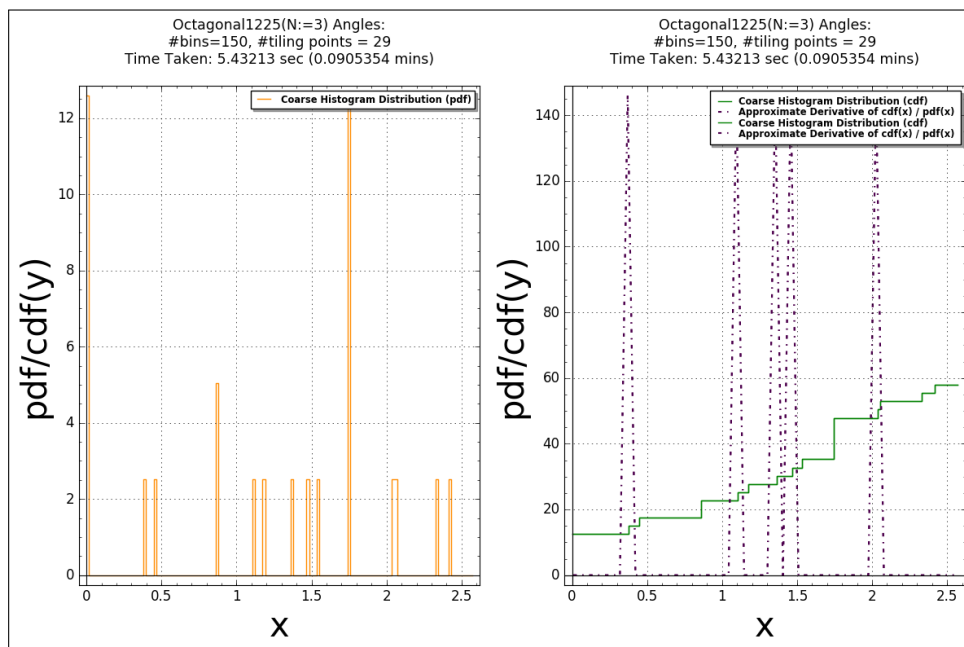 Octagonal1225(N:=3) Angles:
#bins=150, #tiling points = 29
Time Taken: 5.43213 sec (0.0905354 mins)
Coarse Histogram Distribution (pdf)
pdf/cdf(y)
12
10
8
6
4
2
0
0
0.5
1
1.5
2
2.5
x
Octagonal1225(N:=3) Angles:
#bins=150, #tiling points = 29
Time Taken: 5.43213 sec (0.0905354 mins)
Coarse Histogram Distribution (cdf)
Approximate Derivative of cdf(x) / pdf(x)
Coarse Histogram Distribution (cdf)
Approximate Derivative of cdf(x) / pdf(x)
pdf/cdf(y)
140
120
100
80
60
40
20
0
0
0.5
1.0
1.5
2
2.5
x